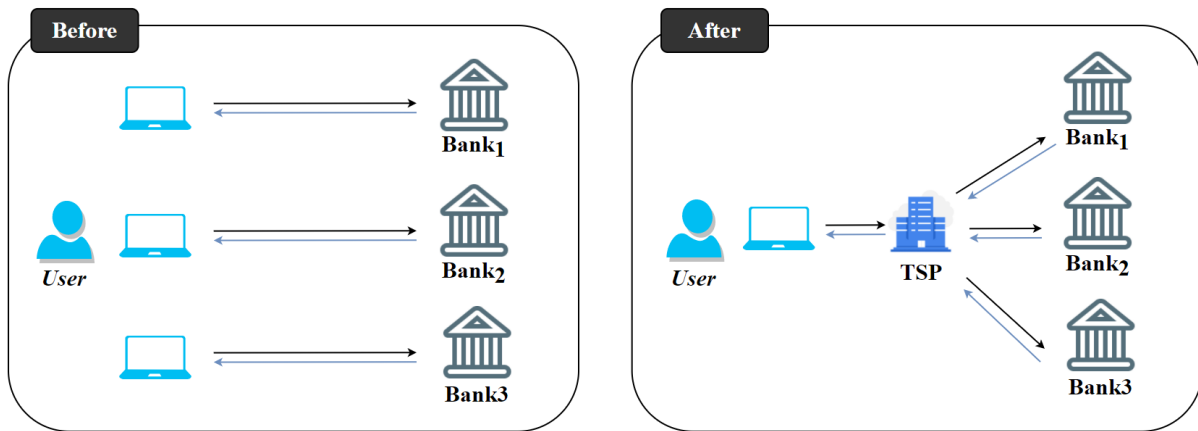 Before
Bank1
User
Bank2
Bank3
After
Bank1
User
TSP
Bank2
Bank3